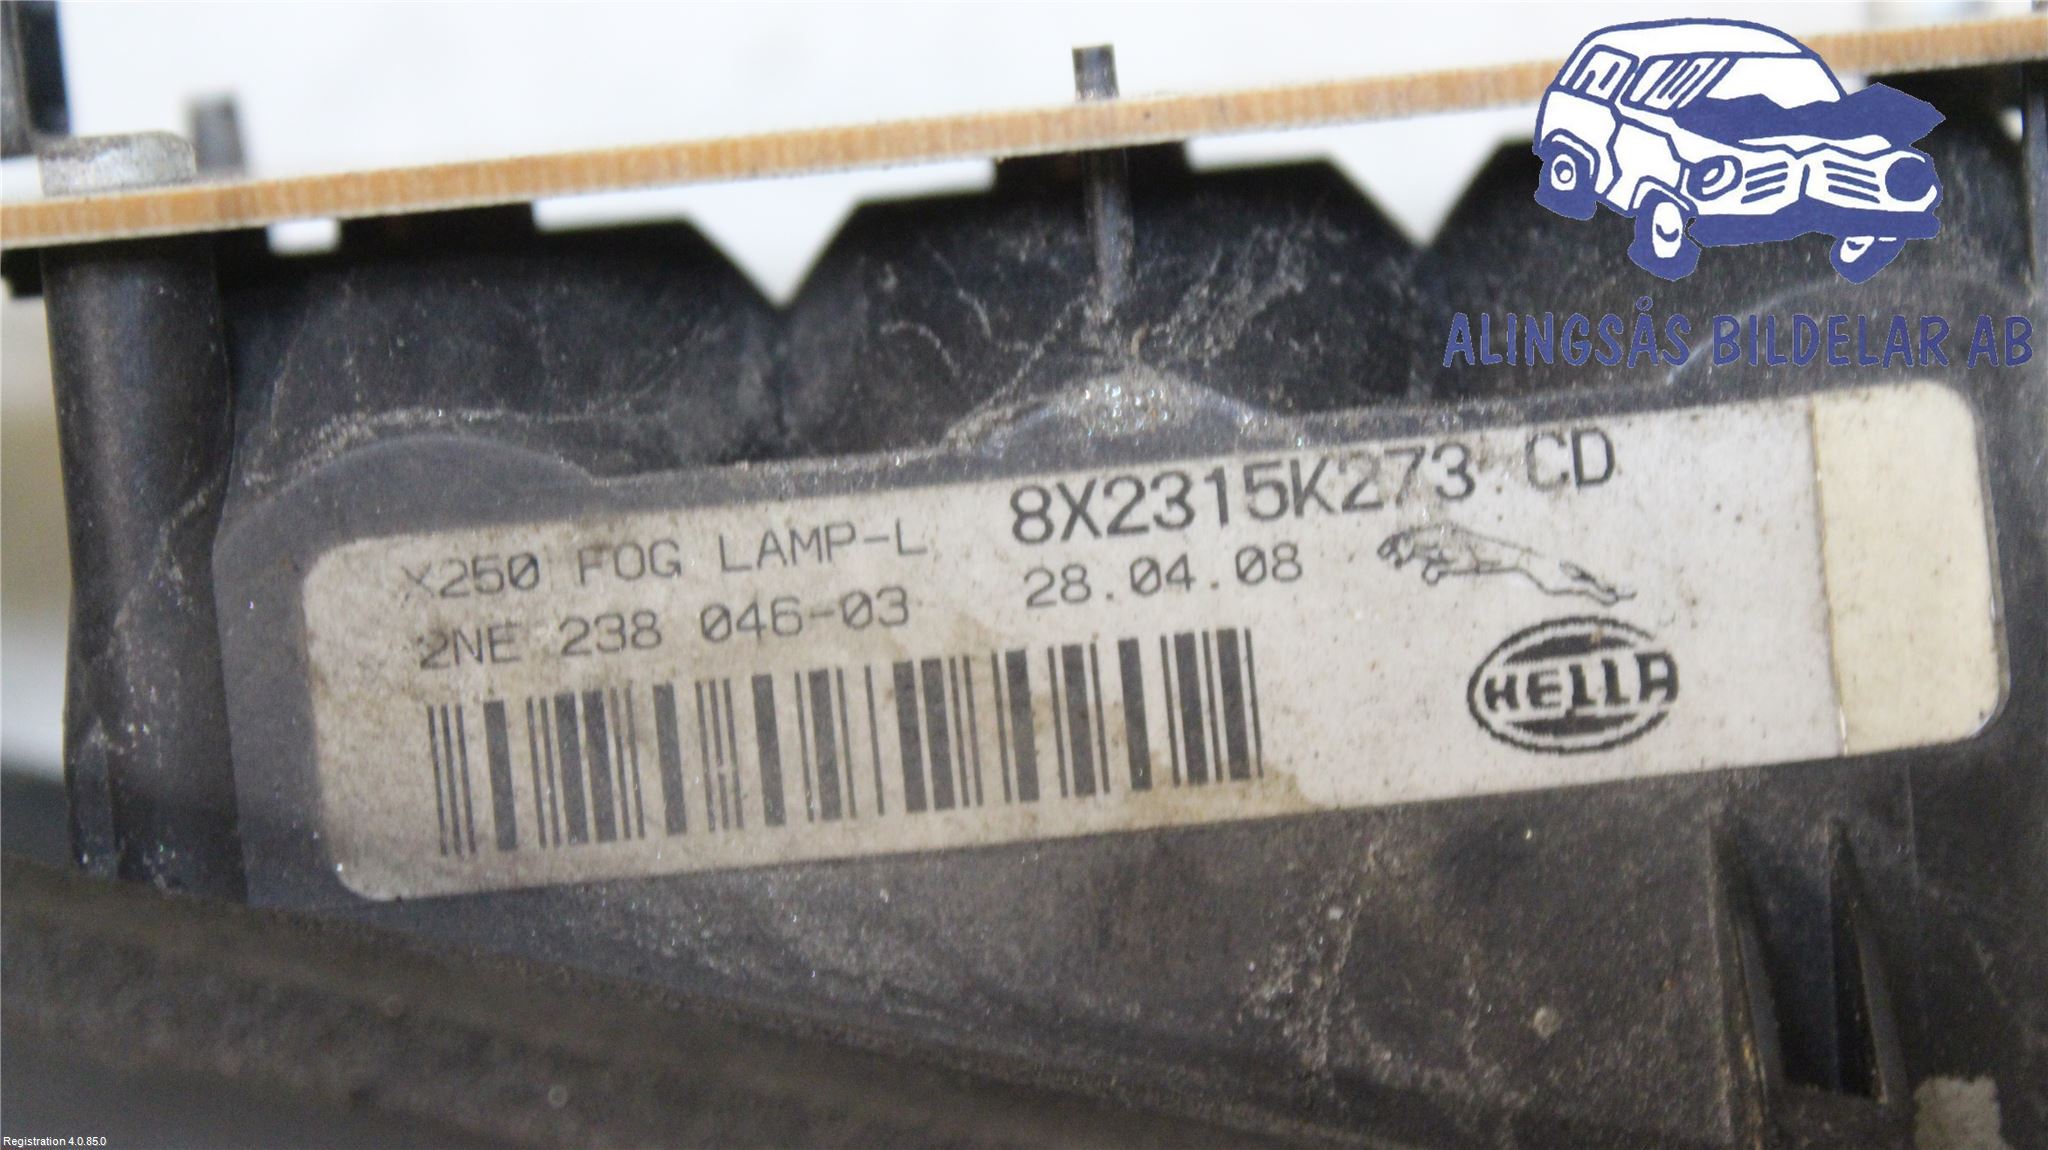 ALINGSÅS BILDELAR AB
X250 FOG LAMP-L 8X2315K273 CD
2NE 238 046-03 28.04.08
HELLA
Registration 4.0.85.0